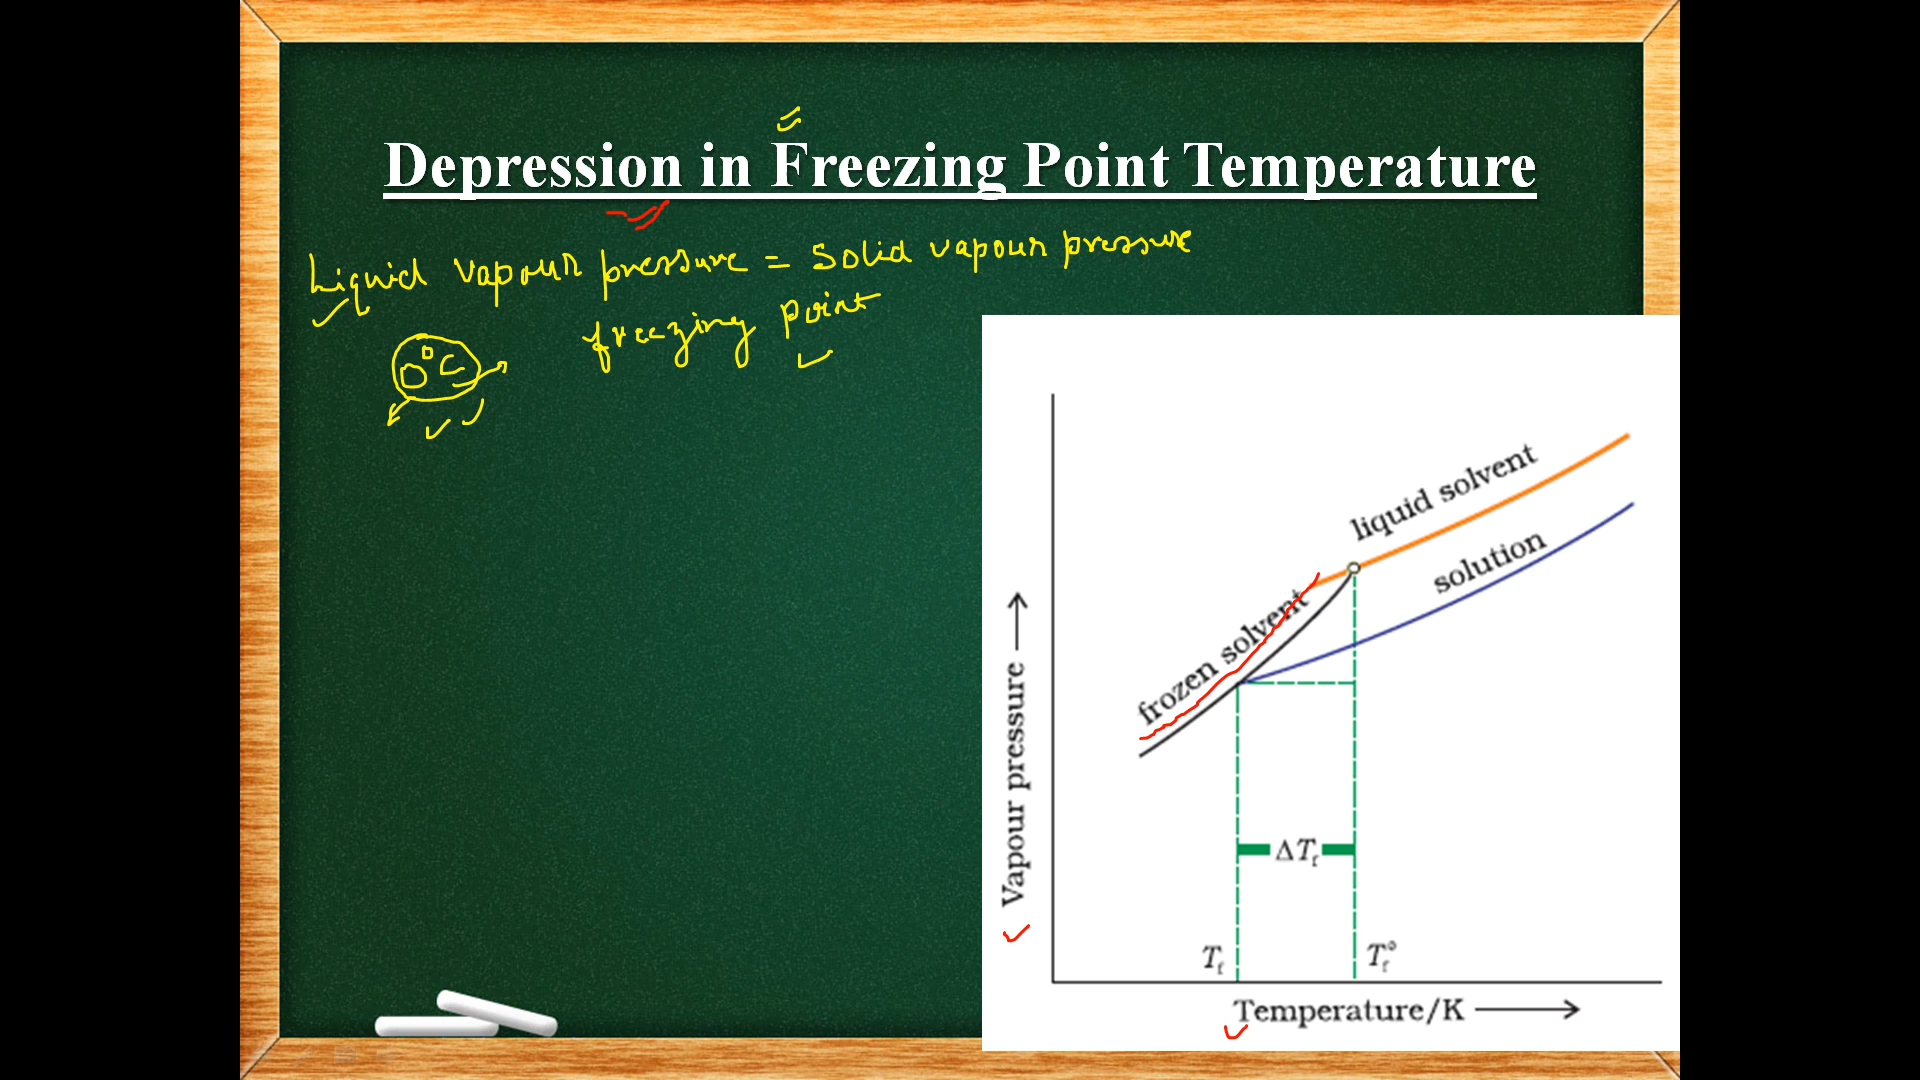 Depression in Freezing Point Temperature
Liquid vapour pressure = Solid vapour pressure
freezing point
liquid solvent
solution
frozen solvent
Vapour pressure
ΔTf
Tf
Tf°
Temperature/K